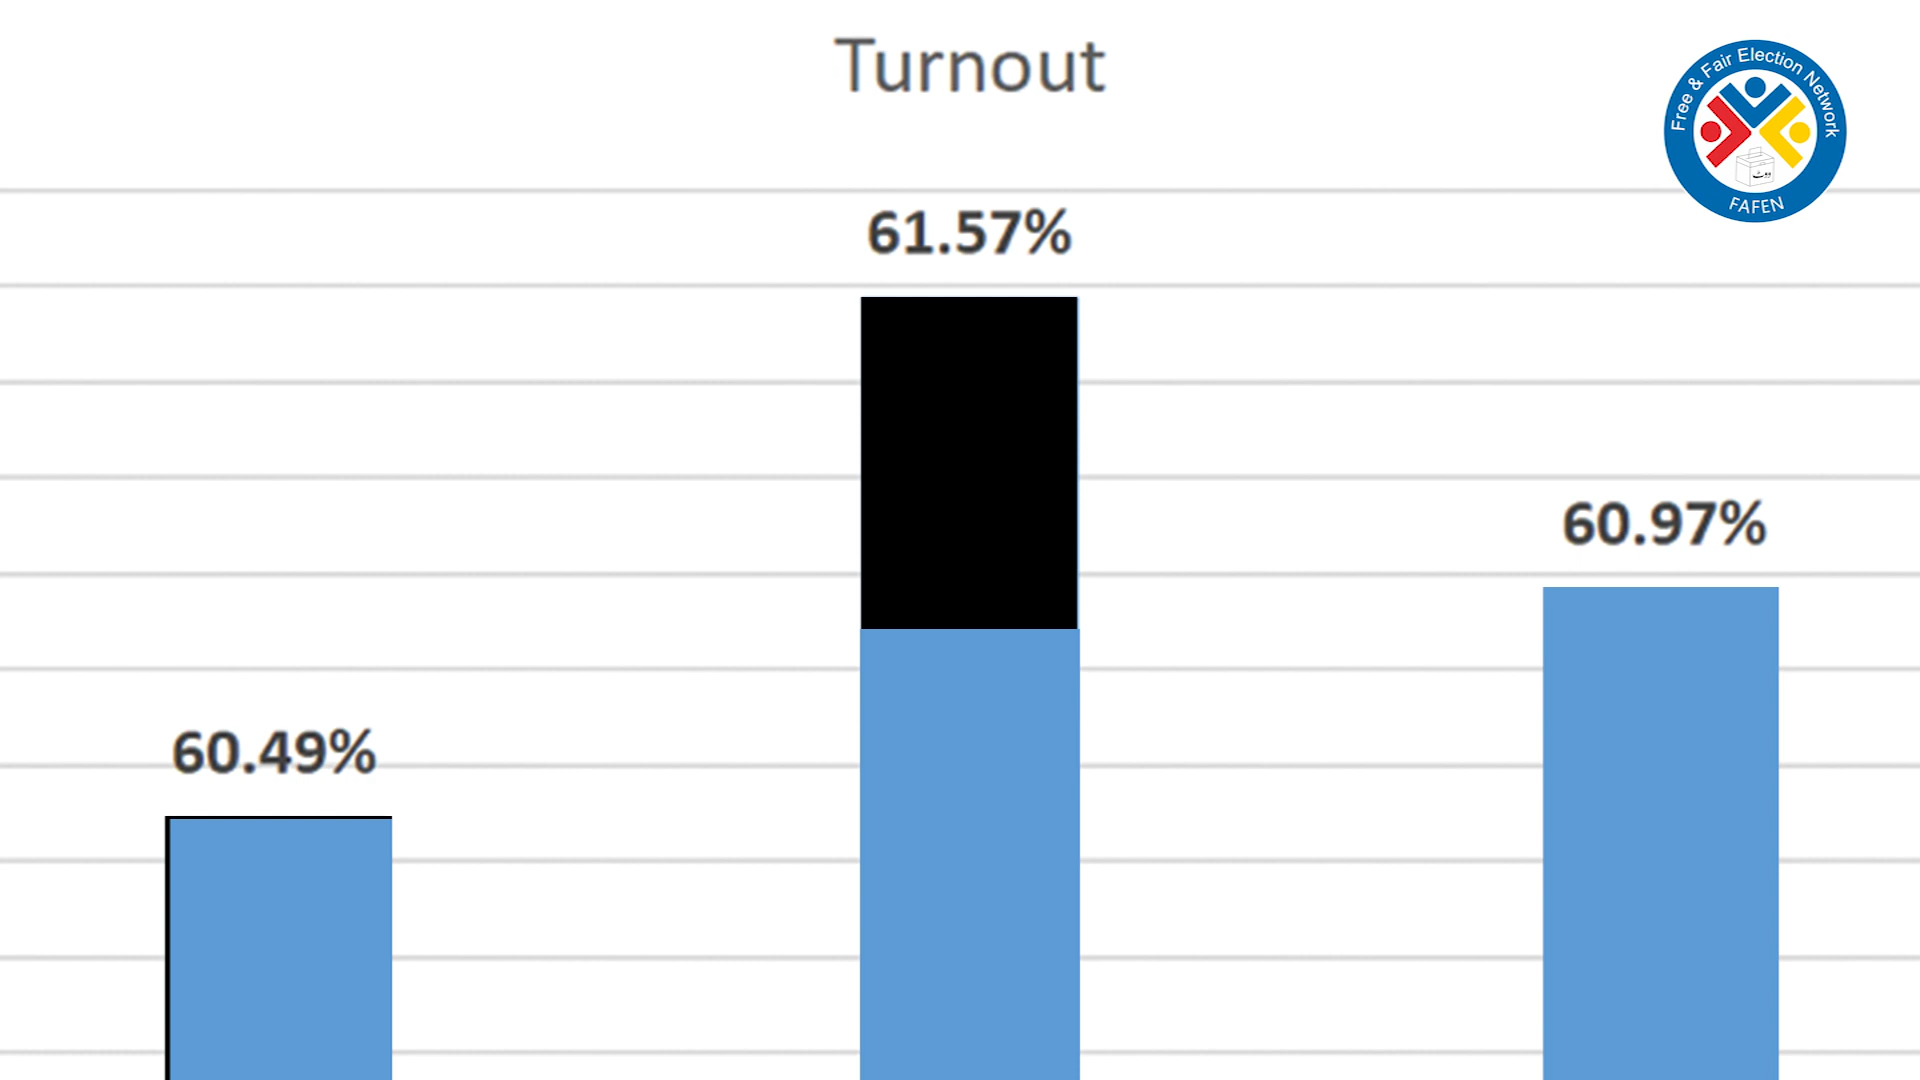 Turnout
Free & Fair Election Network
FAFEN
61.57%
60.97%
60.49%